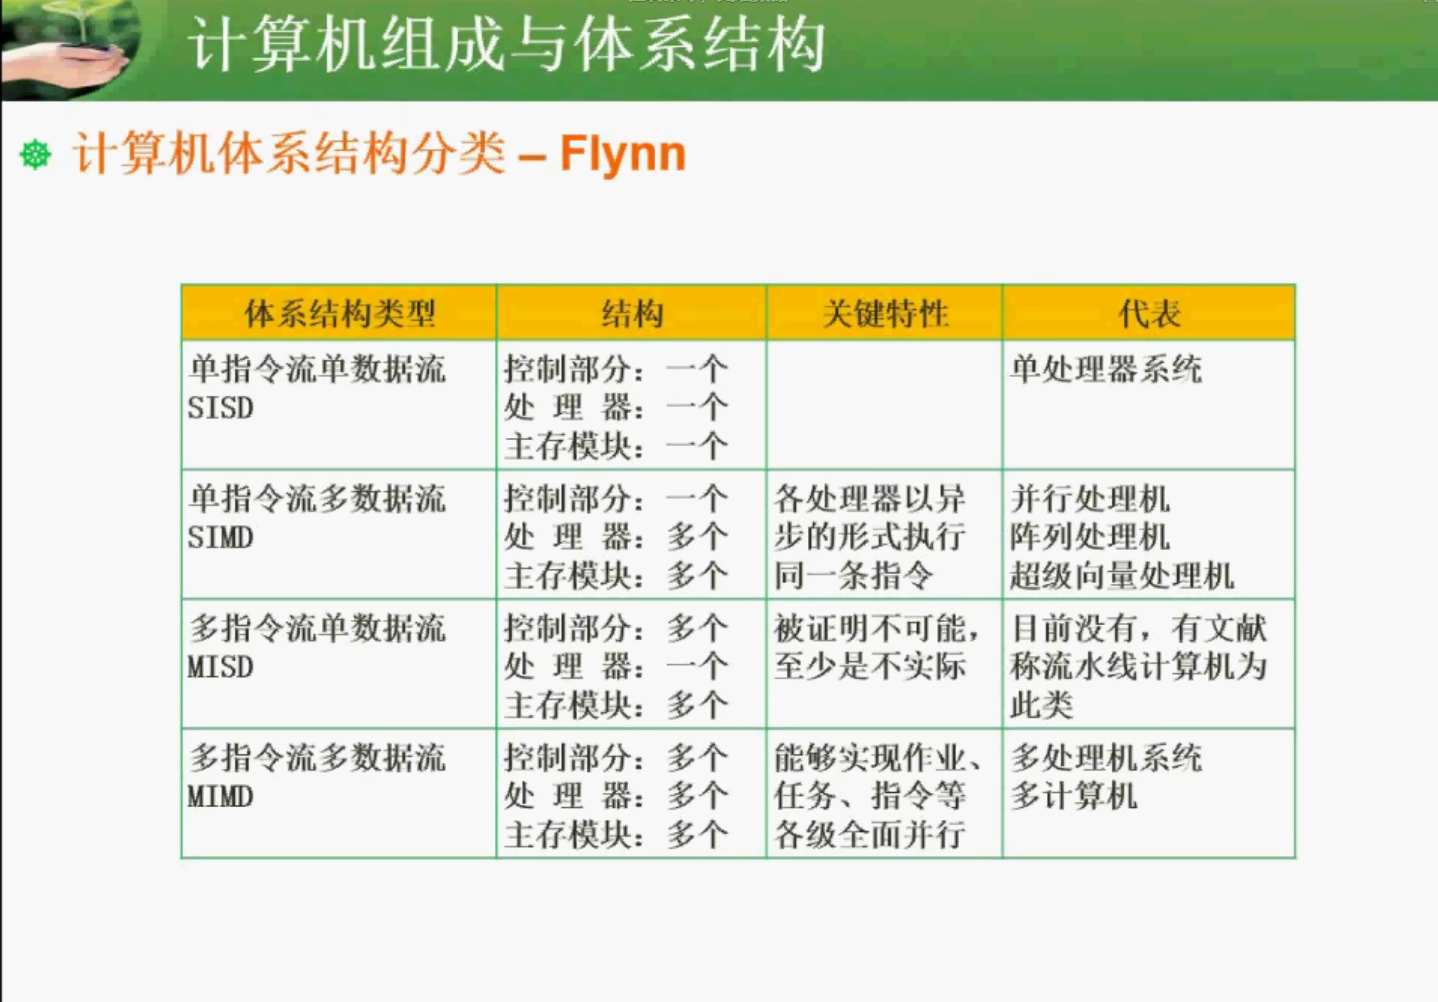 计算机组成与体系结构
计算机体系结构分类 – Flynn
体系结构类型 结构 关键特性 代表
单指令流单数据流
SISD
控制部分：一个
处 理 器：一个
主存模块：一个
单处理器系统
单指令流多数据流
SIMD
控制部分：一个
处 理 器：多个
主存模块：多个
各处理器以异
步的形式执行
同一条指令
并行处理机
阵列处理机
超级向量处理机
多指令流单数据流
MISD
控制部分：多个
处 理 器：一个
主存模块：多个
被证明不可能，
至少是不实际
目前没有，有文献
称流水线计算机为
此类
多指令流多数据流
MIMD
控制部分：多个
处 理 器：多个
主存模块：多个
能够实现作业、
任务、指令等
各级全面并行
多处理机系统
多计算机